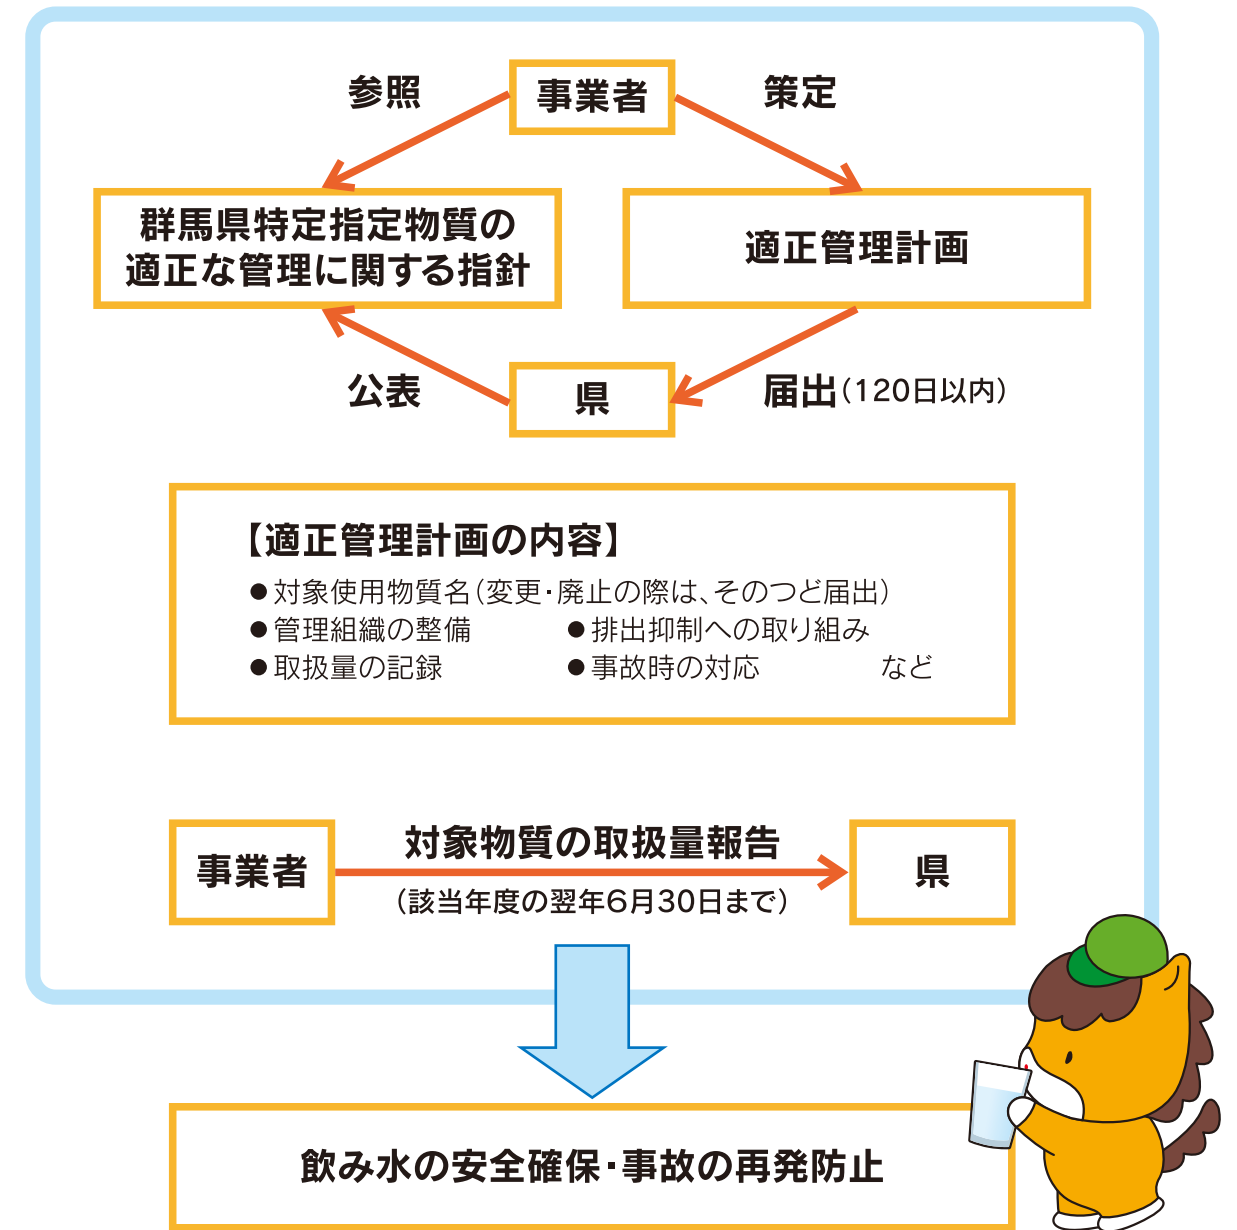 事業者
参照
策定
群馬県特定指定物質の
適正な管理に関する指針
適正管理計画
公表
県
届出(120日以内)
【適正管理計画の内容】
●対象使用物質名(変更・廃止の際は、そのつど届出)
●管理組織の整備 ●排出抑制への取り組み
●取扱量の記録 ●事故時の対応 など
事業者
対象物質の取扱量報告
(該当年度の翌年6月30日まで)
県
飲み水の安全確保・事故の再発防止